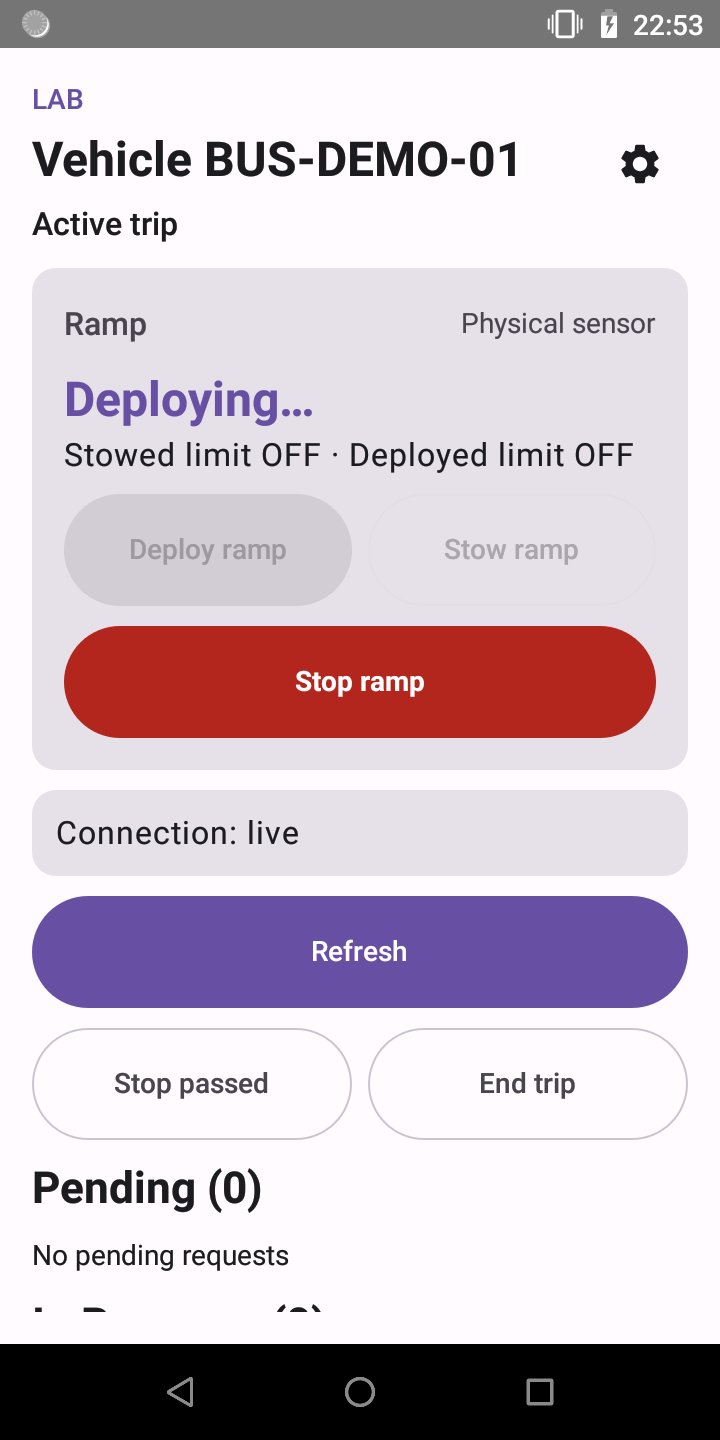 22:53
LAB
Vehicle BUS-DEMO-01
Active trip
Ramp
Physical sensor
Deploying…
Stowed limit OFF · Deployed limit OFF
Deploy ramp
Stow ramp
Stop ramp
Connection: live
Refresh
Stop passed
End trip
Pending (0)
No pending requests